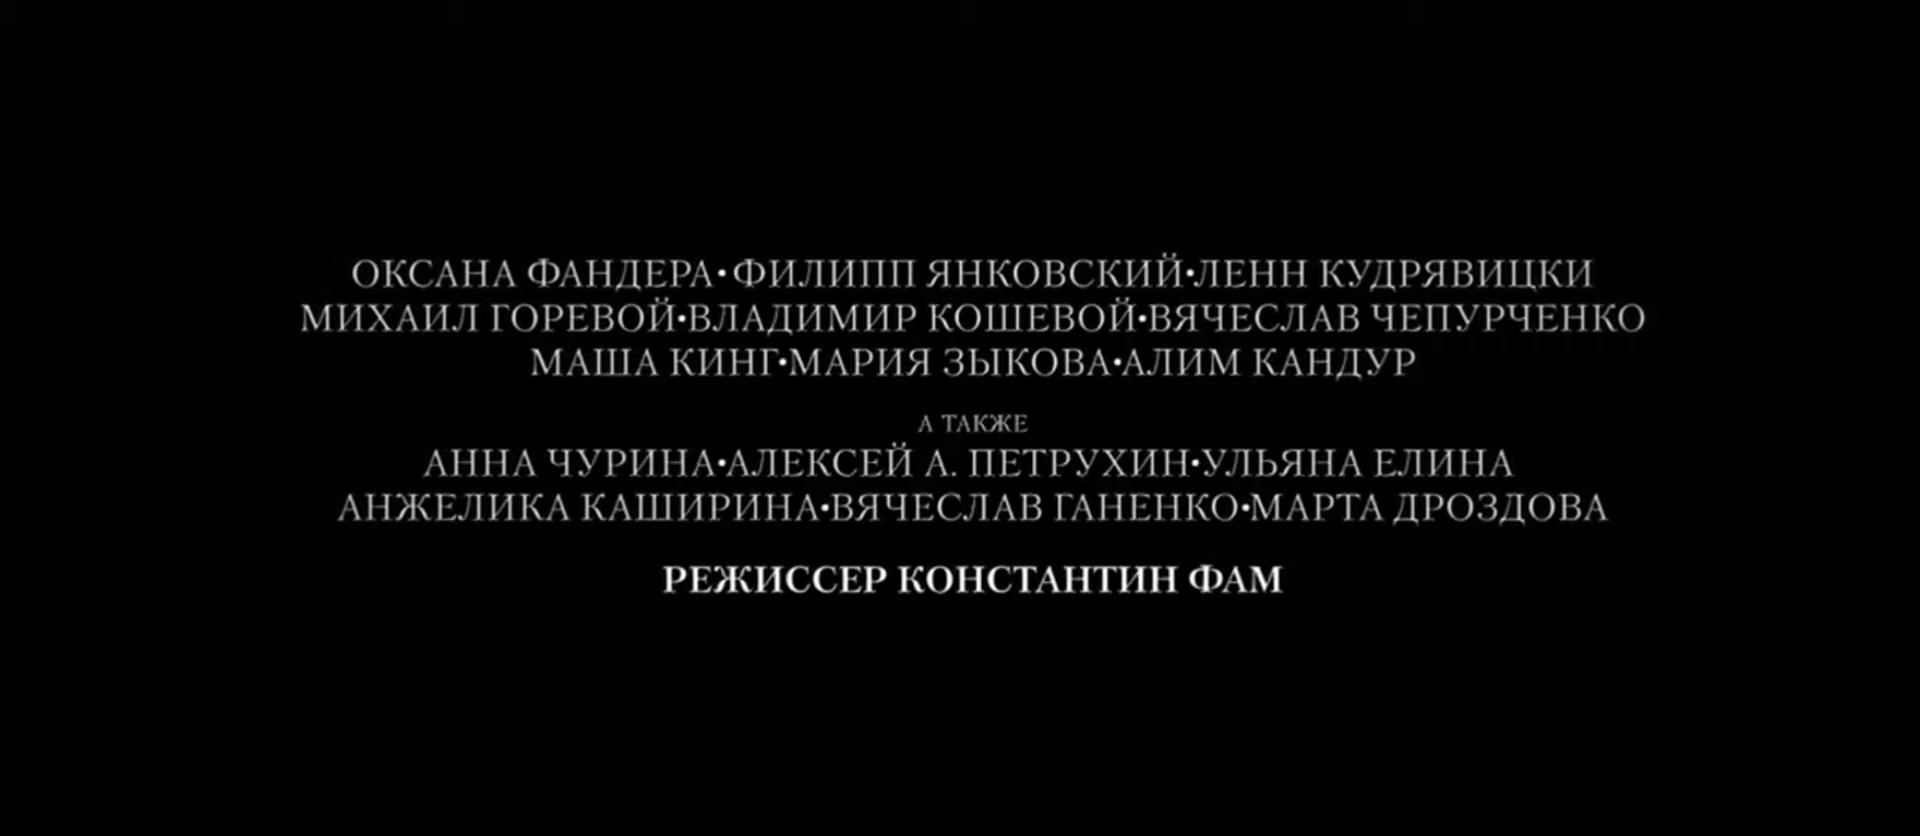 ОКСАНА ФАНДЕРА•ФИЛИПП ЯНКОВСКИЙ•ЛЕНН КУДРЯВИЦКИ
МИХАИЛ ГОРЕВОЙ•ВЛАДИМИР КОШЕВОЙ•ВЯЧЕСЛАВ ЧЕПУРЧЕНКО
МАША КИНГ•МАРИЯ ЗЫКОВА•АЛИМ КАНДУР
А ТАКЖЕ
АННА ЧУРИНА•АЛЕКСЕЙ А. ПЕТРУХИН•УЛЬЯНА ЕЛИНА
АНЖЕЛИКА КАШИРИНА•ВЯЧЕСЛАВ ГАНЕНКО•МАРТА ДРОЗДОВА
РЕЖИССЕР КОНСТАНТИН ФАМ